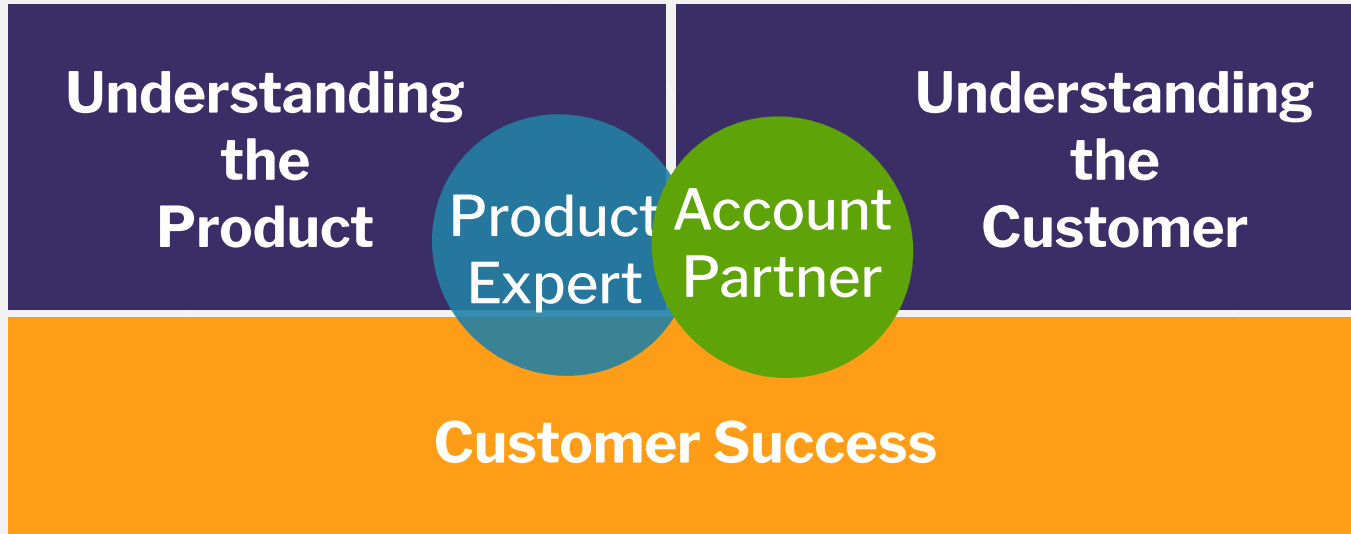 Understanding
the
Product
Product
Expert
Account
Partner
Understanding
the
Customer
Customer Success